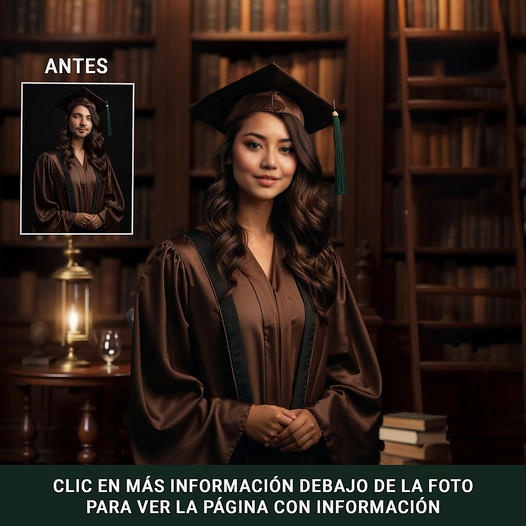 ANTES
CLIC EN MÁS INFORMACIÓN DEBAJO DE LA FOTO
PARA VER LA PÁGINA CON INFORMACIÓN